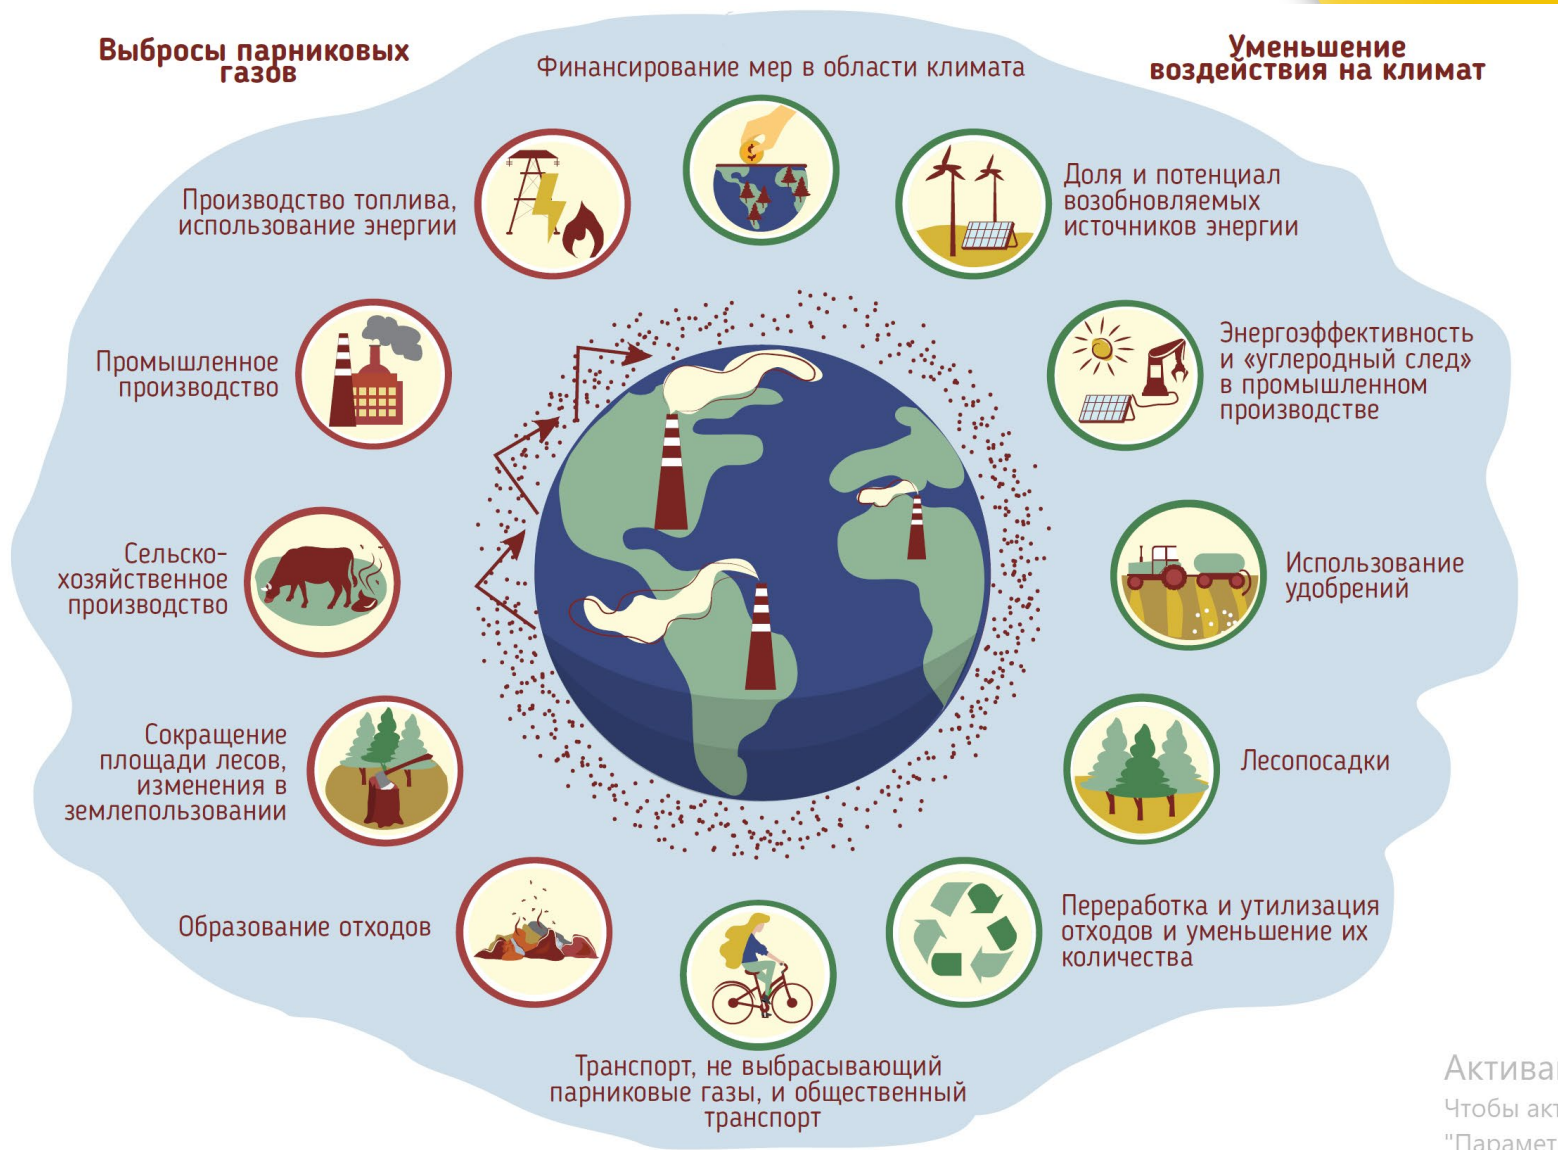 Выбросы парниковых
газов
Финансирование мер в области климата
Уменьшение
воздействия на климат
Производство топлива,
использование энергии
Доля и потенциал
возобновляемых
источников энергии
Промышленное
производство
Энергоэффективность
и «углеродный след»
в промышленном
производстве
Сельско-
хозяйственное
производство
Использование
удобрений
Сокращение
площади лесов,
изменения в
землепользовании
Лесопосадки
Образование отходов
Переработка и утилизация
отходов и уменьшение их
количества
Транспорт, не выбрасывающий
парниковые газы, и общественный
транспорт
Чтобы